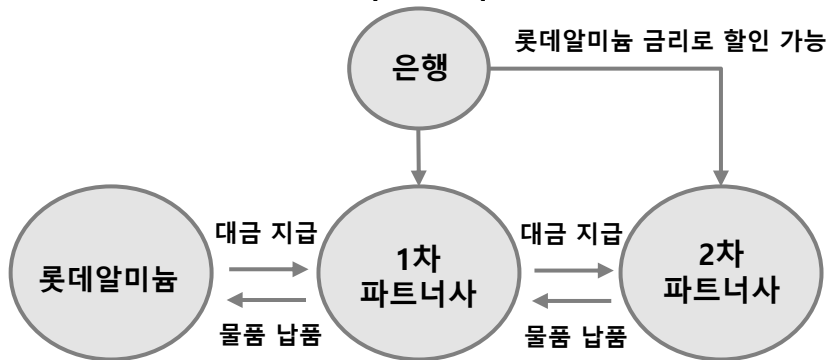 롯데알미늄 금리로 할인 가능
은행
대금 지급
대금 지급
롯데알미늄
1차
파트너사
2차
파트너사
물품 납품
물품 납품